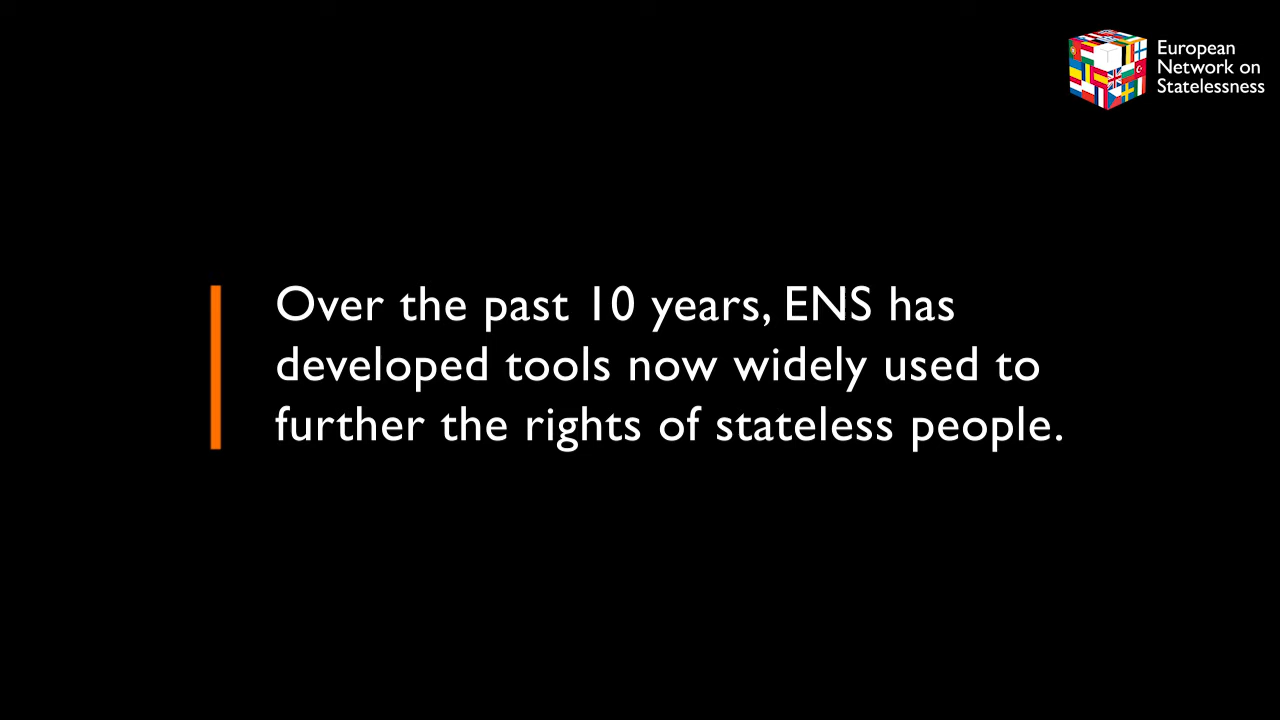 European
Network on
Statelessness
Over the past 10 years, ENS has
developed tools now widely used to
further the rights of stateless people.